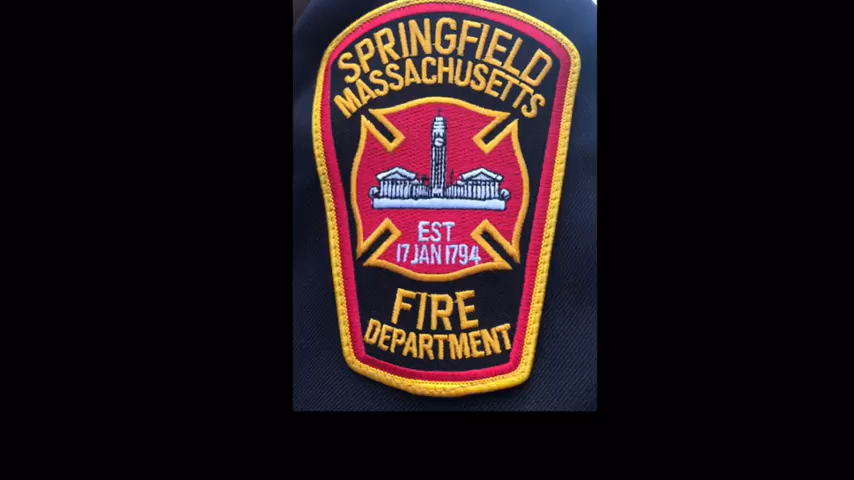 SPRINGFIELD
MASSACHUSETTS
EST
17 JAN 1794
FIRE
DEPARTMENT